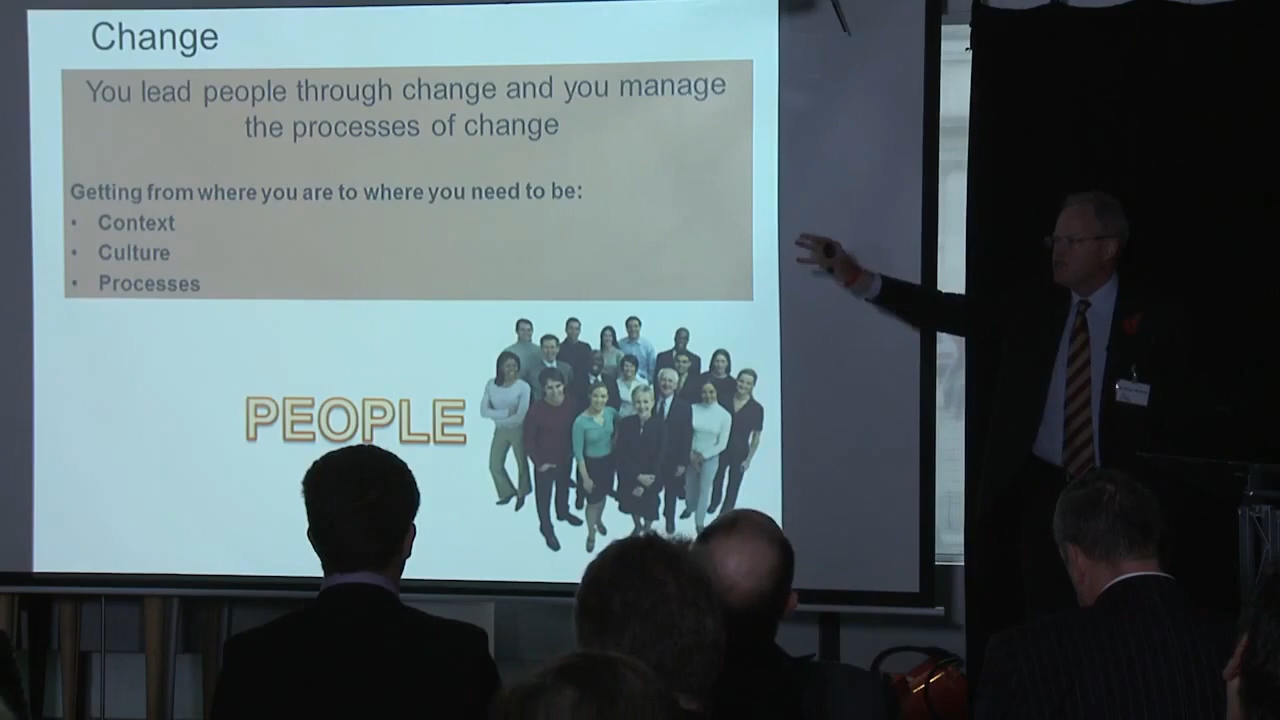 Change
You lead people through change and you manage
the processes of change
Getting from where you are to where you need to be:
• Context
• Culture
• Processes
PEOPLE